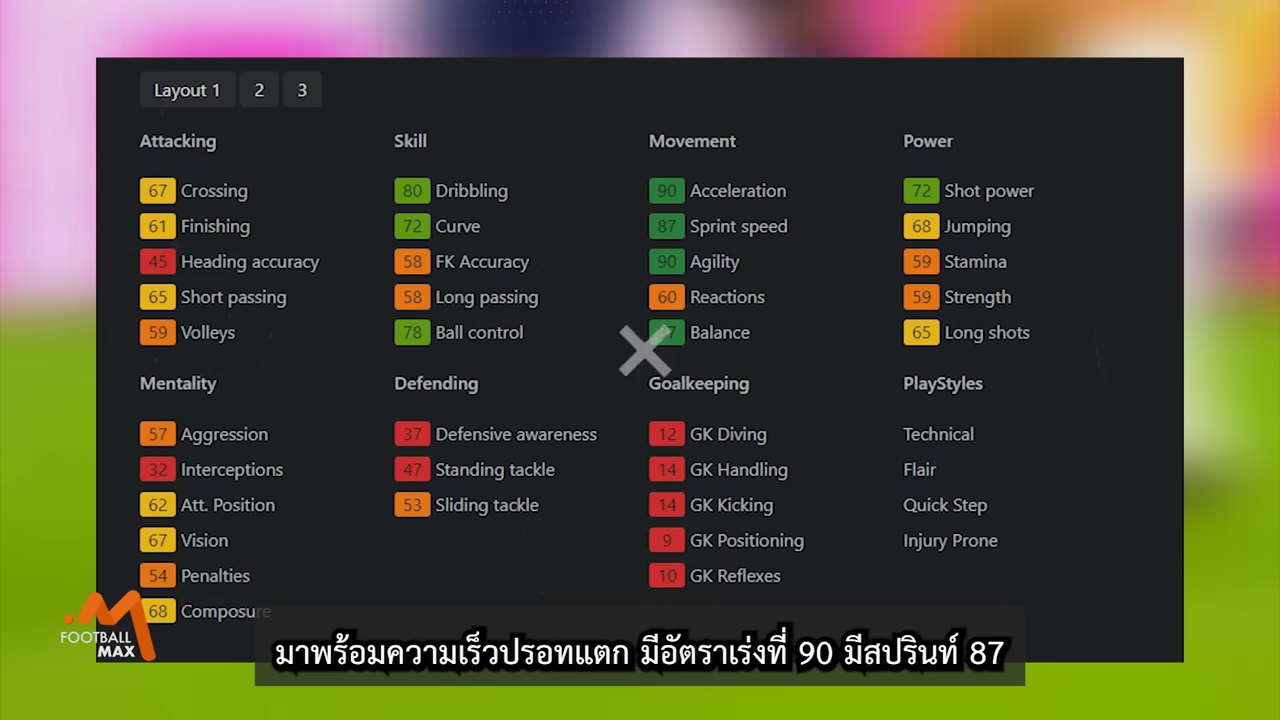 Layout 1 2 3
Attacking
67 Crossing
61 Finishing
45 Heading accuracy
65 Short passing
59 Volleys
Skill
80 Dribbling
72 Curve
58 FK Accuracy
58 Long passing
78 Ball control
Movement
90 Acceleration
87 Sprint speed
90 Agility
60 Reactions
Balance
Power
72 Shot power
68 Jumping
59 Stamina
59 Strength
65 Long shots
Mentality
57 Aggression
32 Interceptions
62 Att. Position
67 Vision
54 Penalties
68 Composure
Defending
37 Defensive awareness
47 Standing tackle
53 Sliding tackle
Goalkeeping
12 GK Diving
14 GK Handling
14 GK Kicking
9 GK Positioning
10 GK Reflexes
PlayStyles
Technical
Flair
Quick Step
Injury Prone
FOOTBALL
MAX
มาพร้อมความเร็วปรอทแตก มีอัตราเร่งที่ 90 มีสปรินท์ 87